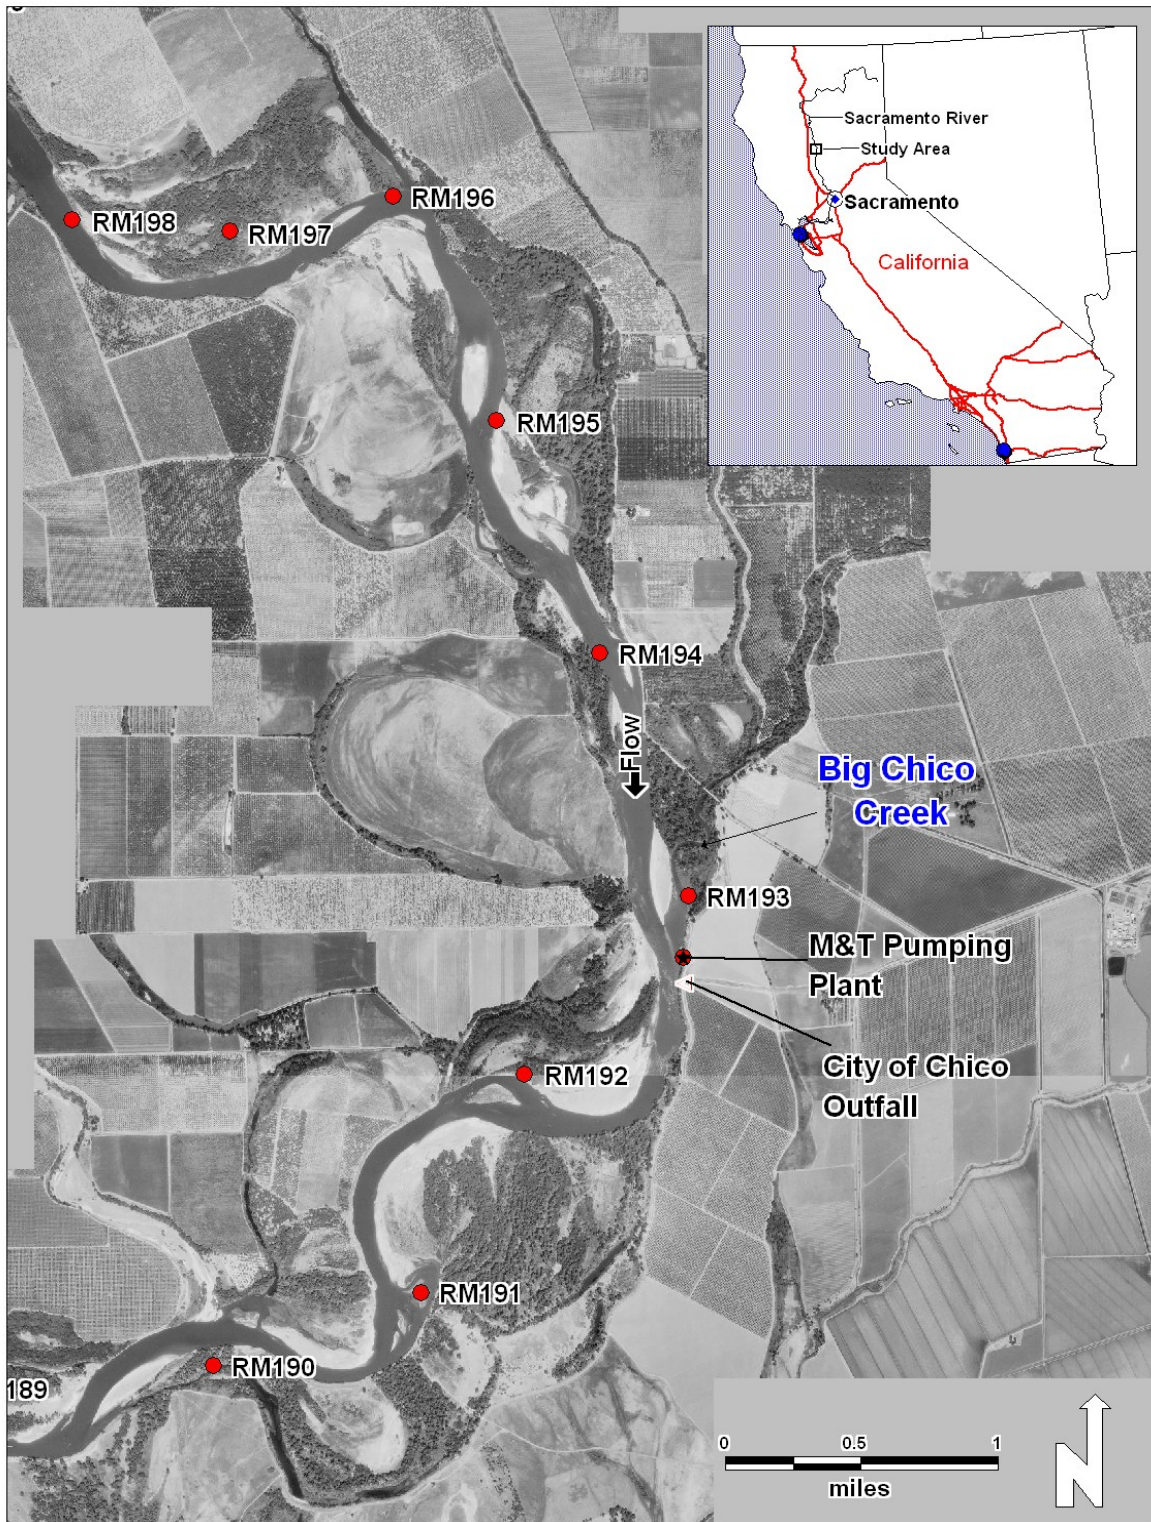 Sacramento River
Study Area
Sacramento
California
RM198
RM197
RM196
RM195
RM194
Flow
Big Chico
Creek
RM193
M&T Pumping
Plant
City of Chico
Outfall
RM192
RM191
RM190
189
0 0.5 1
miles
N